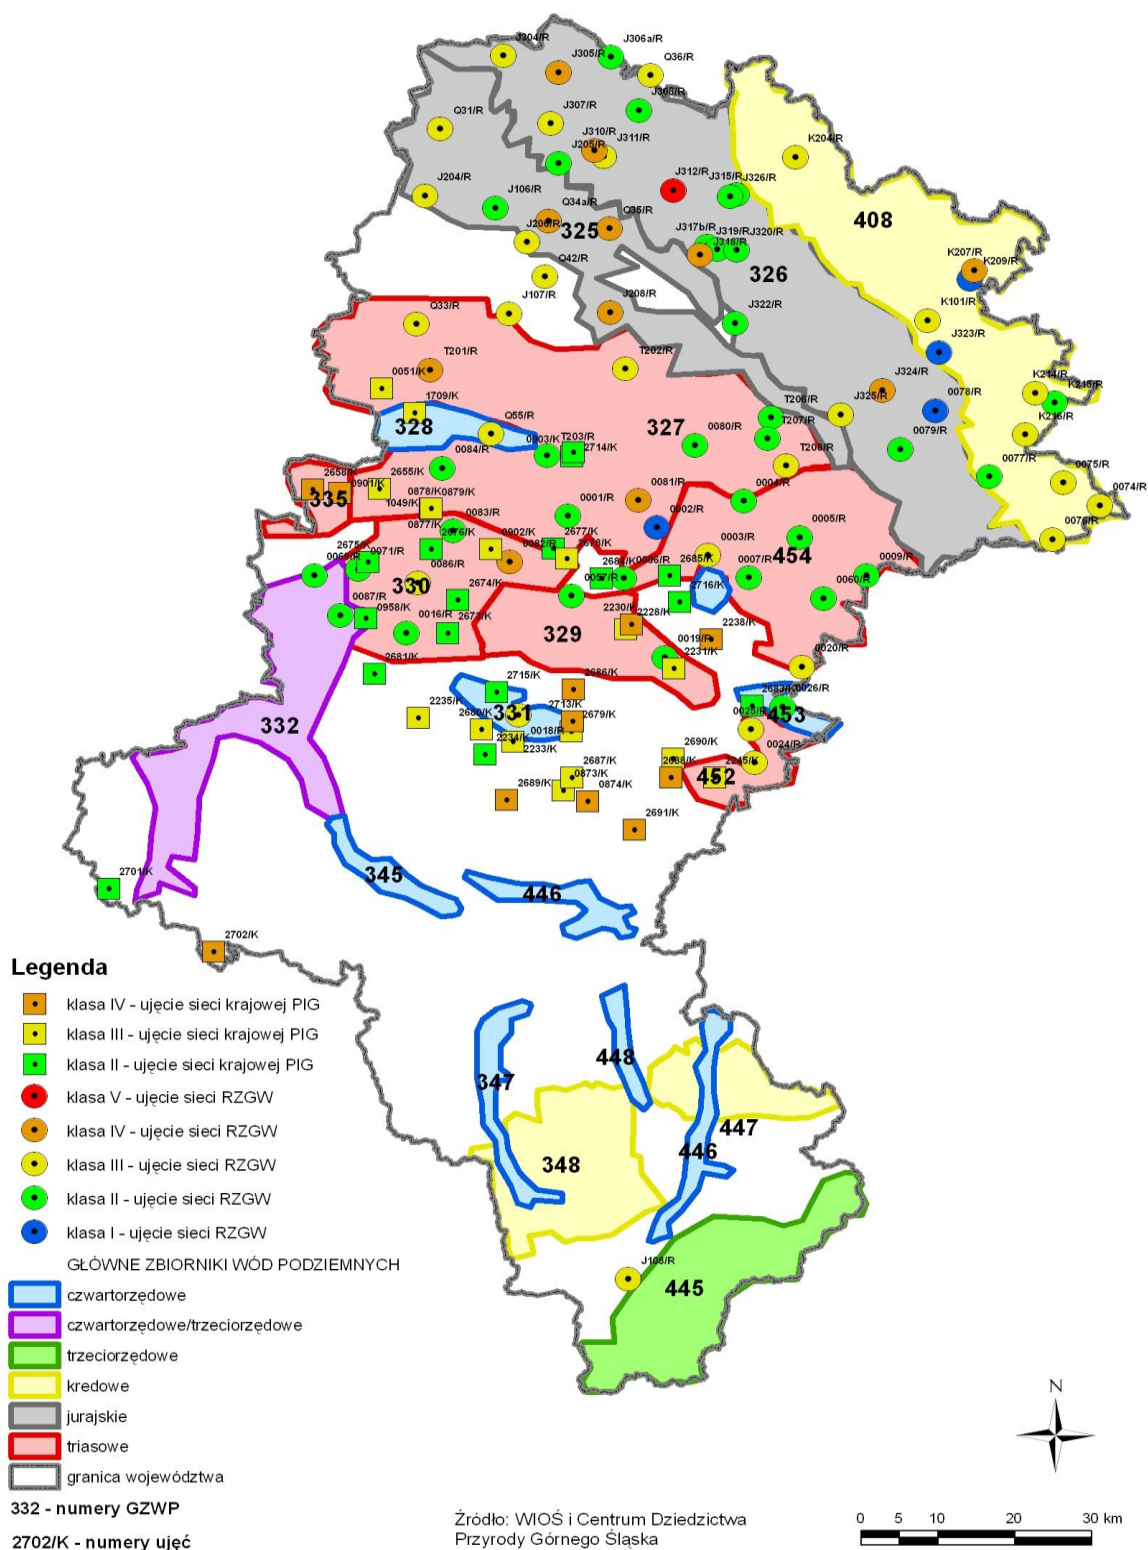 J304/R
J306a/R
J305/R
Q36/R
J308/R
Q31/R
J307/R
J310/R
J311/R
J205/R
K204/R
J204/R
J106/R
J312/R
J315/R
J326/R
Q34a/R
Q35/R
325
408
J317b/R
J319/R
J320/R
J318/R
326
Q42/R
K207/R
K209/R
J107/R
J208/R
K101/R
J322/R
J323/R
Q33/R
T201/R
T202/R
J324/R
K214/R
0051/K
1709/K
J325/R
0078/R
K216/R
328
Q55/R
327
T206/R
T207/R
0079/R
0903/K
T203/R
2714/K
0080/R
T208/R
0077/R
0075/R
0074/R
0084/R
2658/K
0901/K
2655/K
335
1049/K
0878/K
0879/K
0083/R
0001/R
0081/R
0004/R
0902/R
0005/R
0076/R
0877/K
2676/K
0902/K
0082/R
2677/K
2678/K
0003/R
454
2675/K
0071/R
0086/R
330
2684/K
0006/R
2685/K
0007/R
0009/R
2674/K
0057/R
2716/K
0060/R
0087/R
0958/K
0016/R
2673/K
329
2230/K
2228/K
2238/K
0019/R
2231/K
0020/R
2681/K
2715/K
2686/K
2683/K
0026/R
332
2235/K
2680/K
331
2713/K
2679/K
0018/R
0025/R
453
2234/K
2233/K
2690/K
0024/R
2687/K
2688/K
452
2245/K
2689/K
0873/K
0874/K
2691/K
2701/K
345
446
2702/K
Legenda
klasa IV - ujęcie sieci krajowej PIG
klasa III - ujęcie sieci krajowej PIG
klasa II - ujęcie sieci krajowej PIG
klasa V - ujęcie sieci RZGW
klasa IV - ujęcie sieci RZGW
klasa III - ujęcie sieci RZGW
klasa II - ujęcie sieci RZGW
klasa I - ujęcie sieci RZGW
GŁÓWNE ZBIORNIKI WÓD PODZIEMNYCH
czwartorzędowe
czwartorzędowe/trzeciorzędowe
trzeciorzędowe
kredowe
jurajskie
triasowe
granica województwa
332 - numery GZWP
2702/K - numery ujęć
448
347
447
446
348
J108/R
445
N
Źródło: WIOŚ i Centrum Dziedzictwa
Przyrody Górnego Śląska
0 5 10 20 30 km